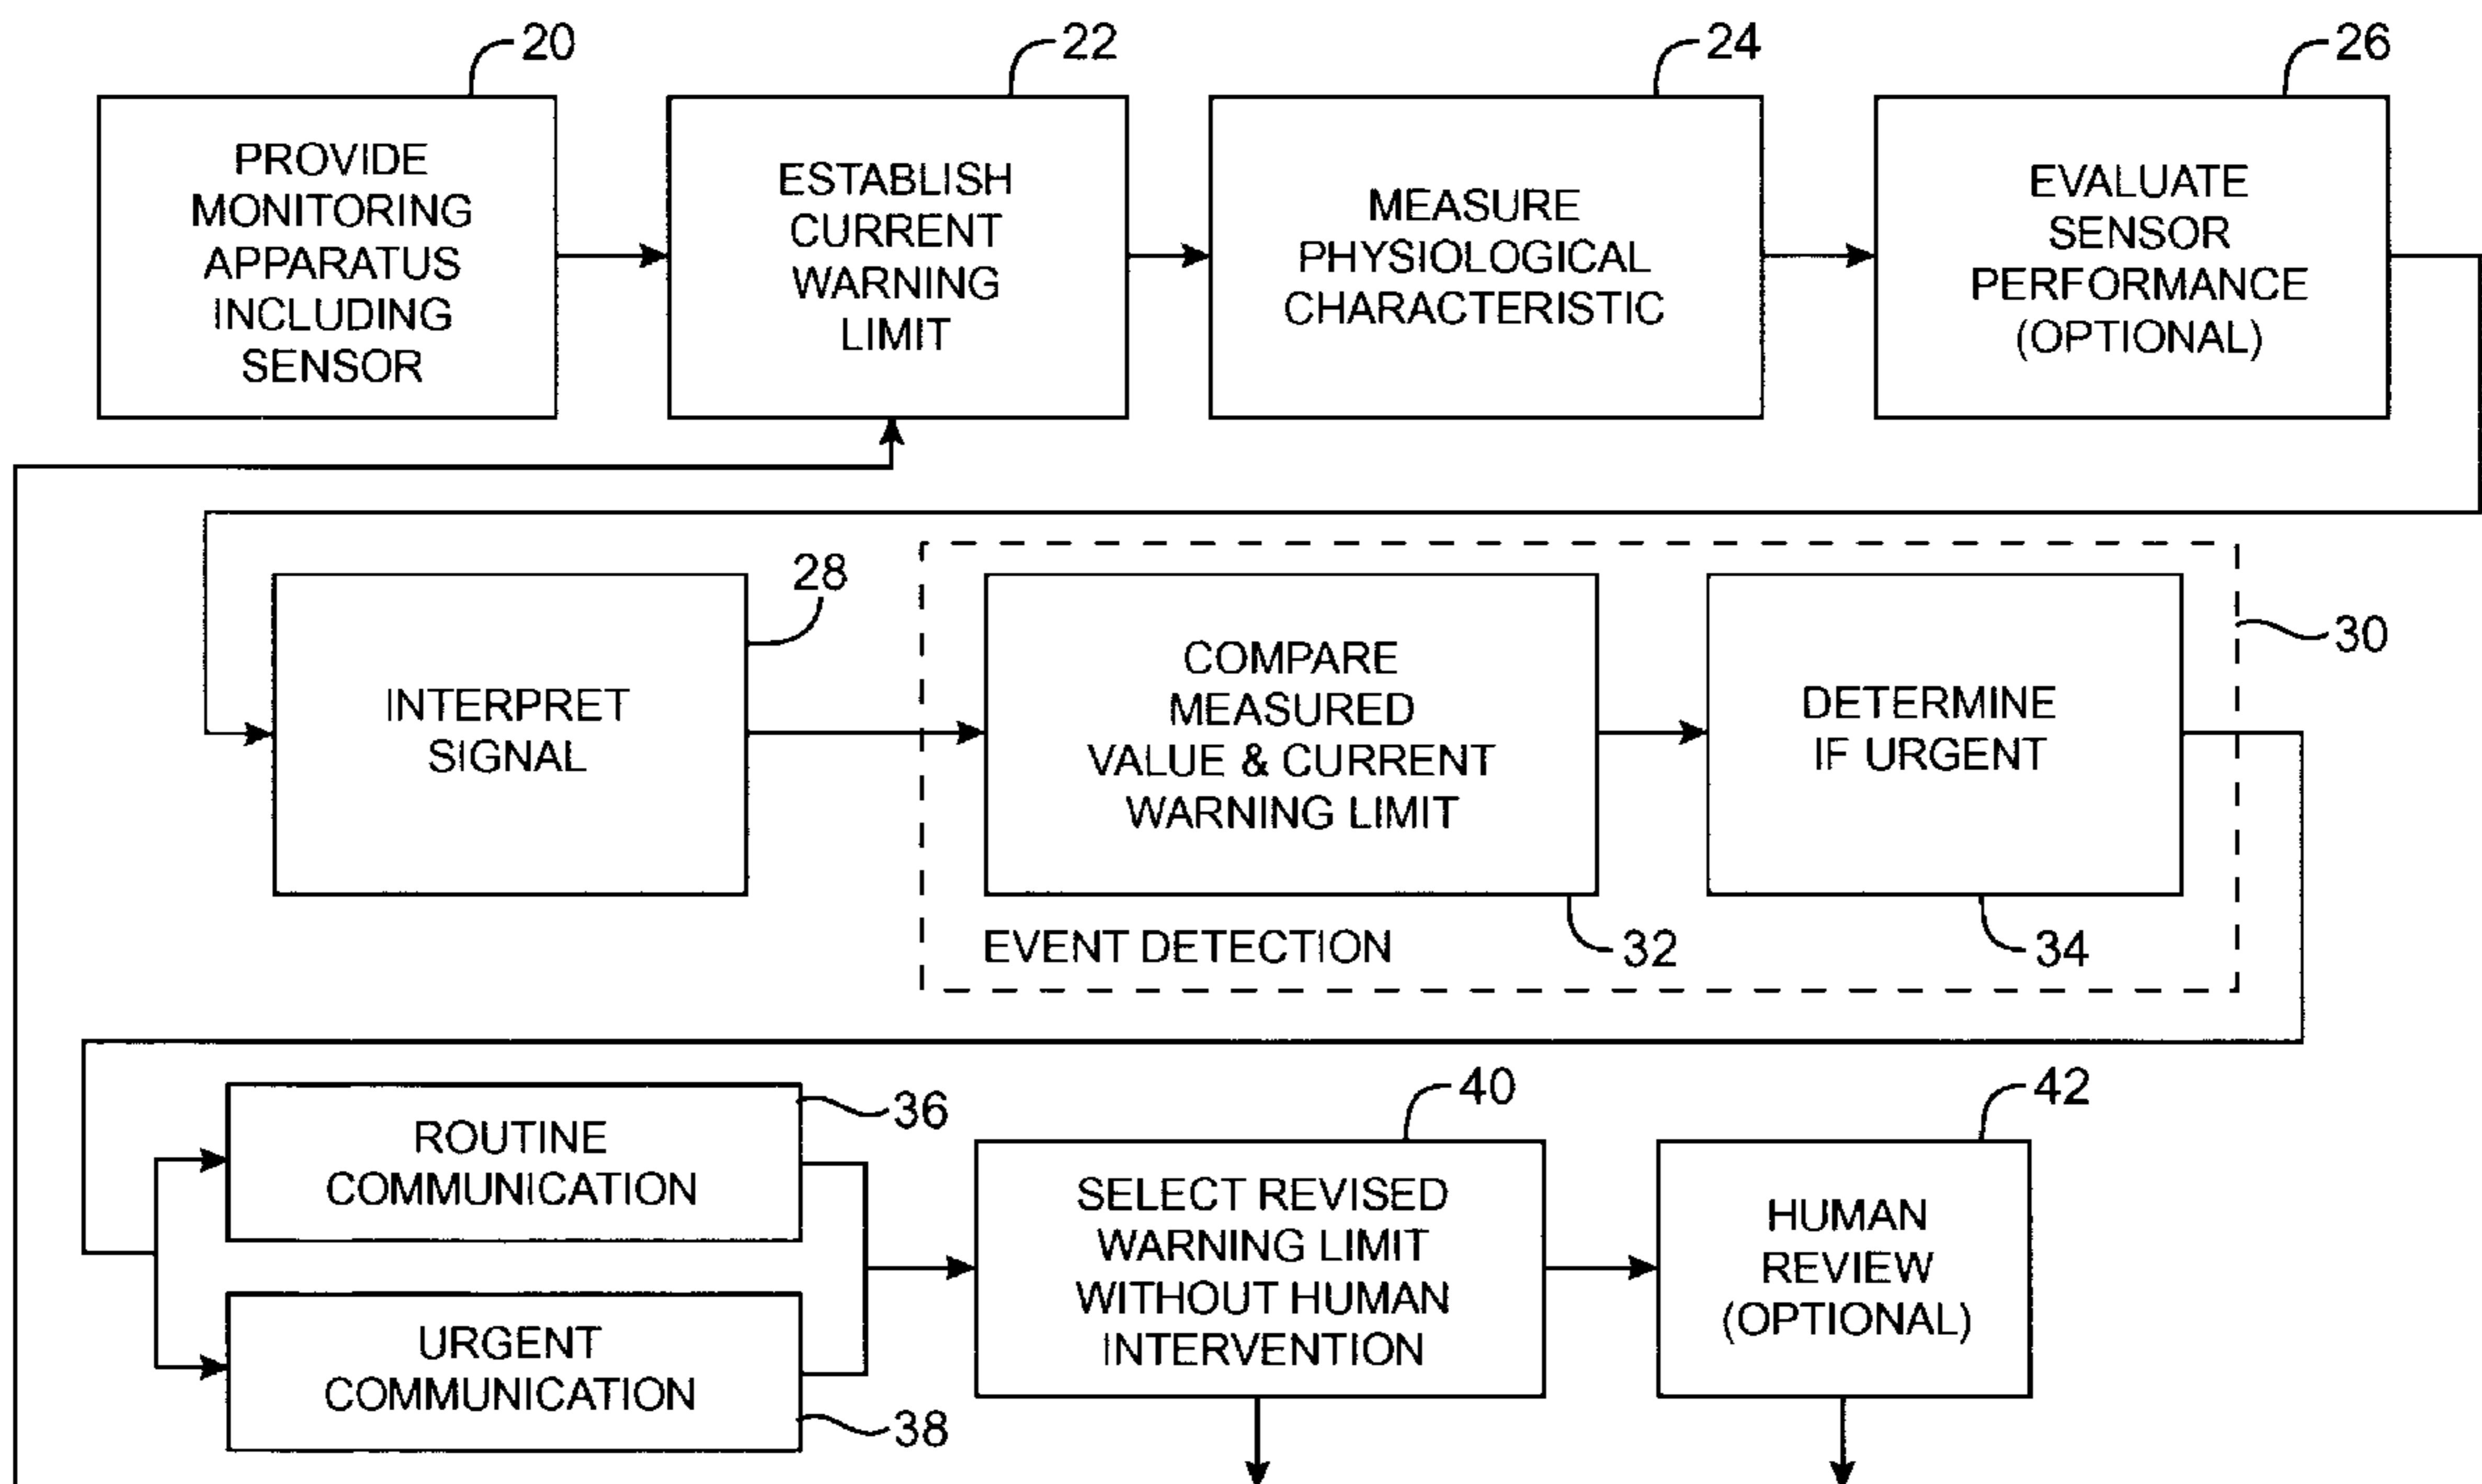 20
22
24
26
PROVIDE
MONITORING
APPARATUS
INCLUDING
SENSOR
ESTABLISH
CURRENT
WARNING
LIMIT
MEASURE
PHYSIOLOGICAL
CHARACTERISTIC
EVALUATE
SENSOR
PERFORMANCE
(OPTIONAL)
28
INTERPRET
SIGNAL
30
COMPARE
MEASURED
VALUE & CURRENT
WARNING LIMIT
DETERMINE
IF URGENT
EVENT DETECTION
32
34
36
ROUTINE
COMMUNICATION
URGENT
COMMUNICATION
38
40
SELECT REVISED
WARNING LIMIT
WITHOUT HUMAN
INTERVENTION
42
HUMAN
REVIEW
(OPTIONAL)